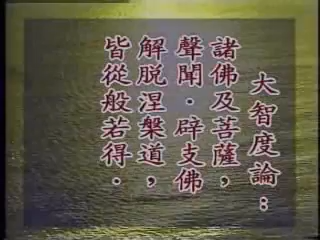 大智度論：
諸佛及菩薩，
聲聞．辟支佛
解脫涅槃道，
皆從般若得．